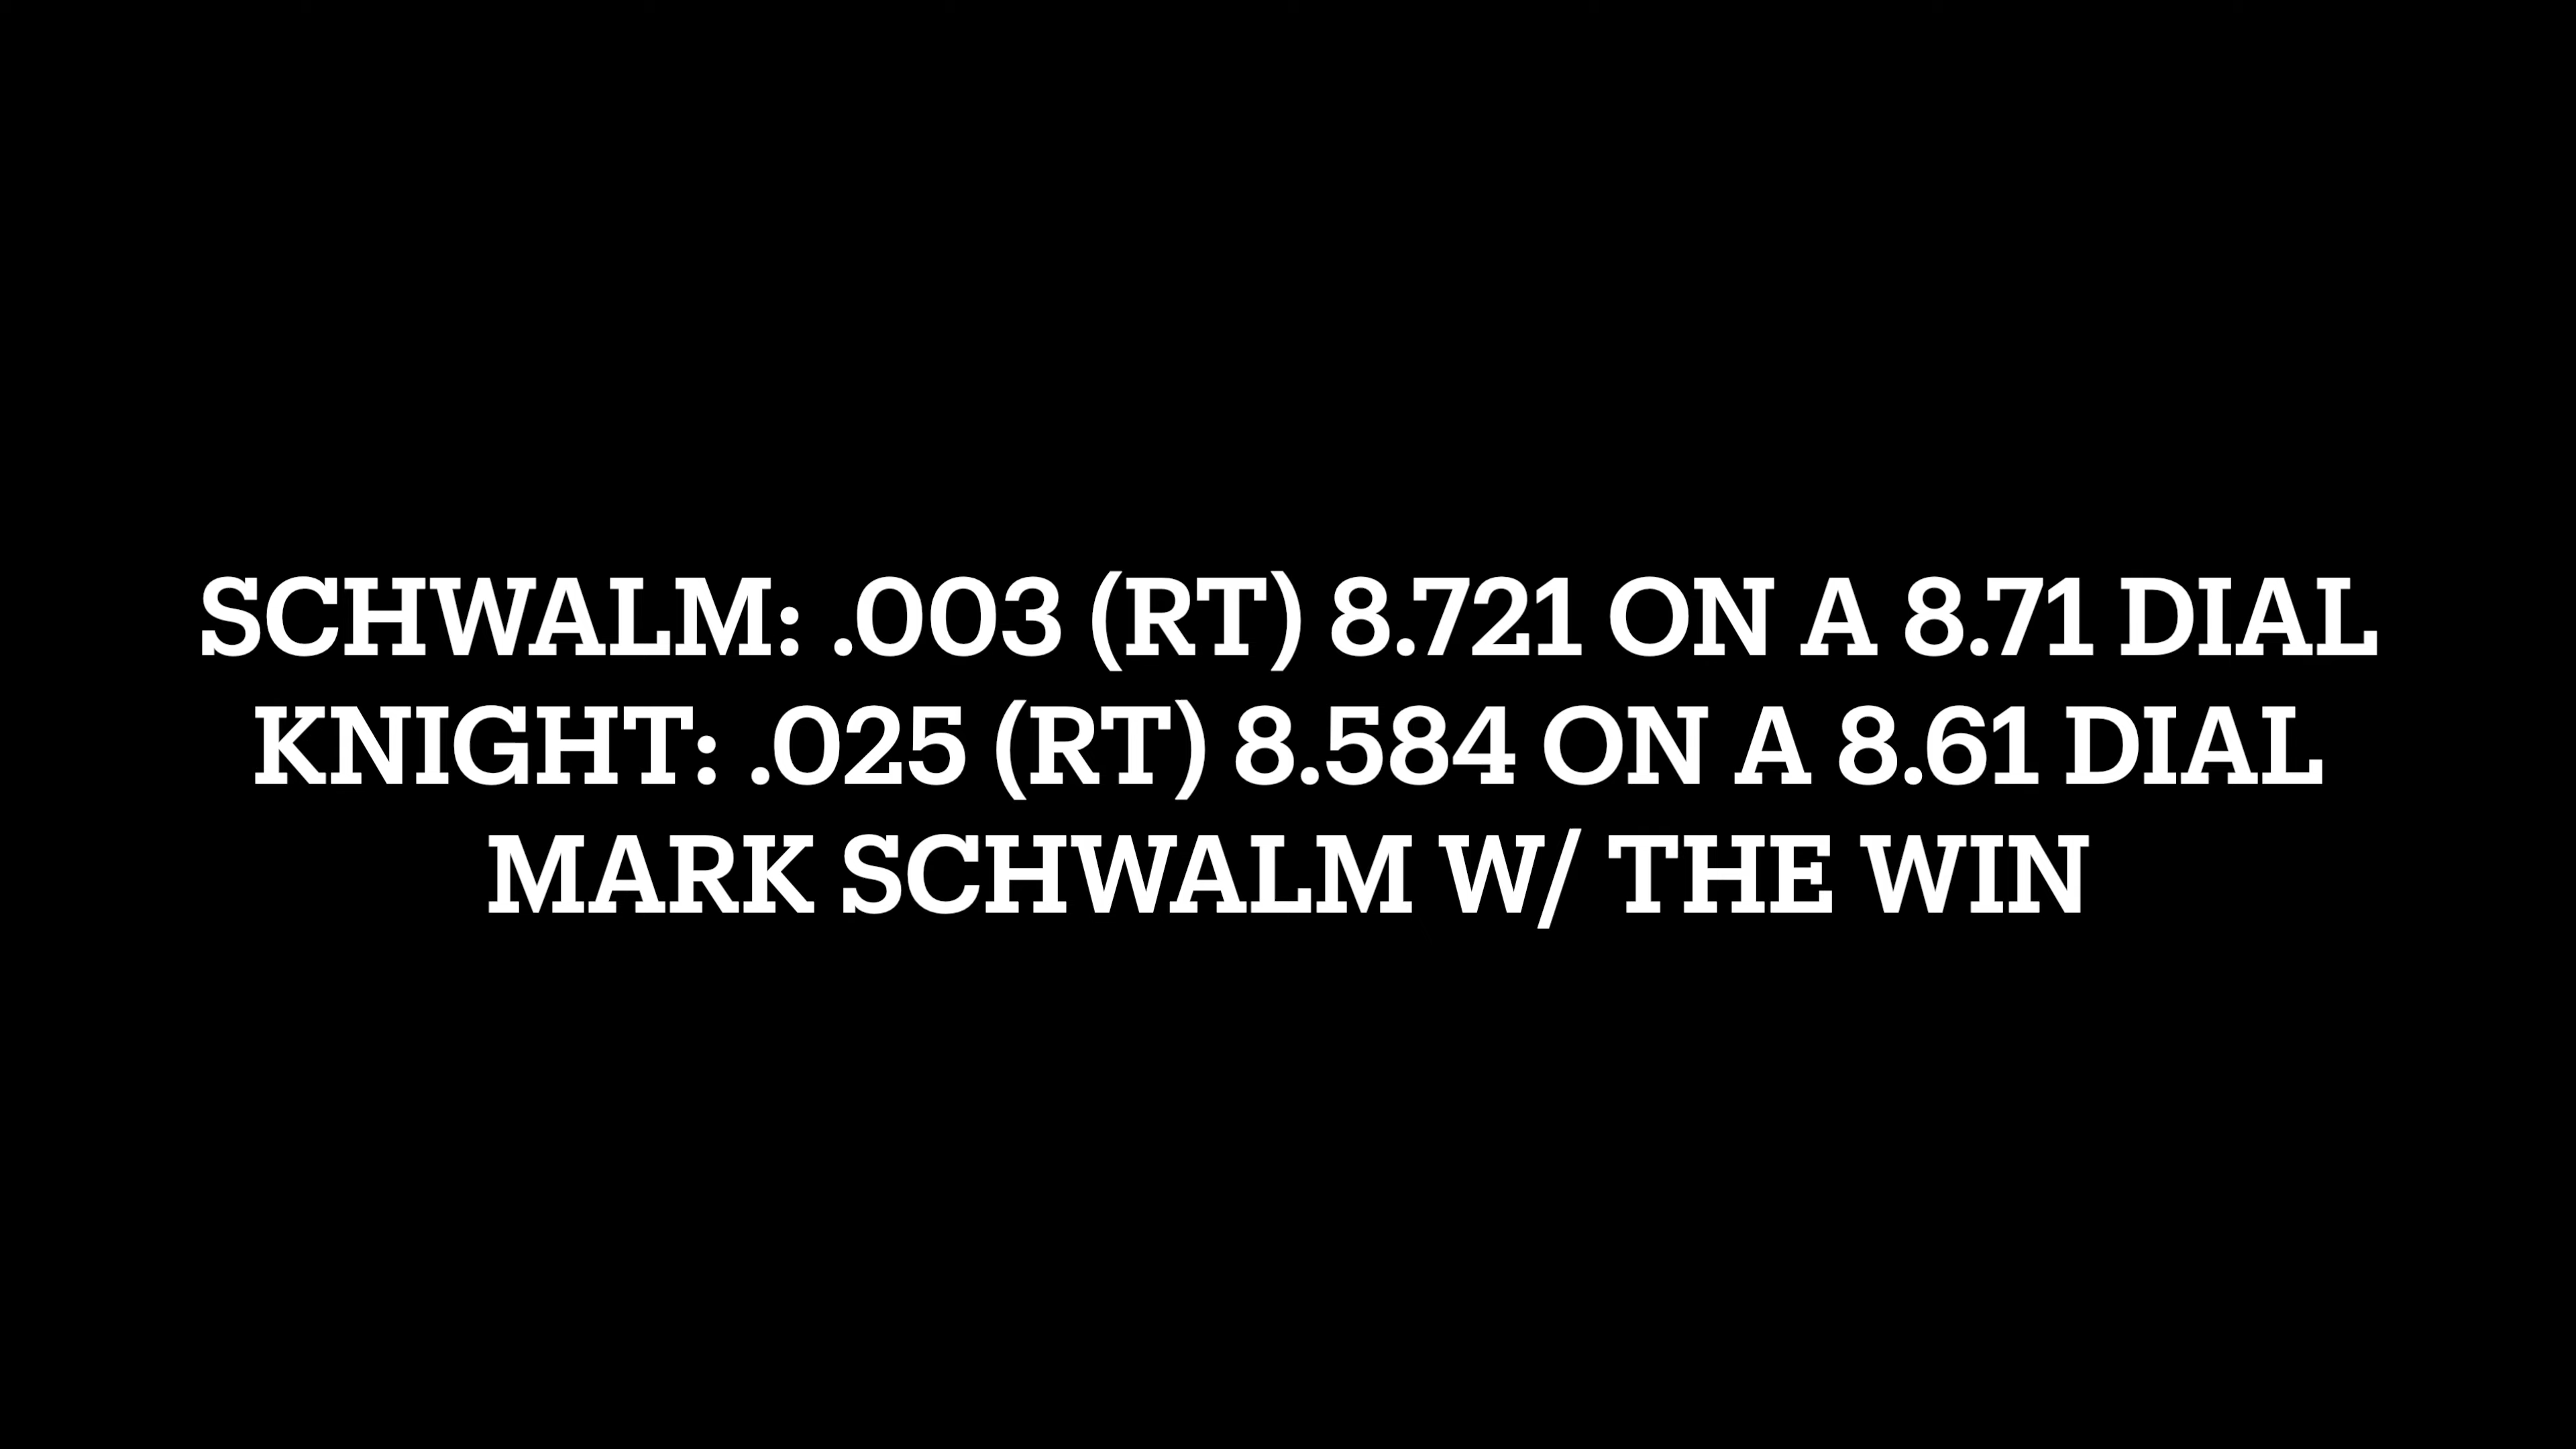 SCHWALM: .003 (RT) 8.721 ON A 8.71 DIAL
KNIGHT: .025 (RT) 8.584 ON A 8.61 DIAL
MARK SCHWALM W/ THE WIN